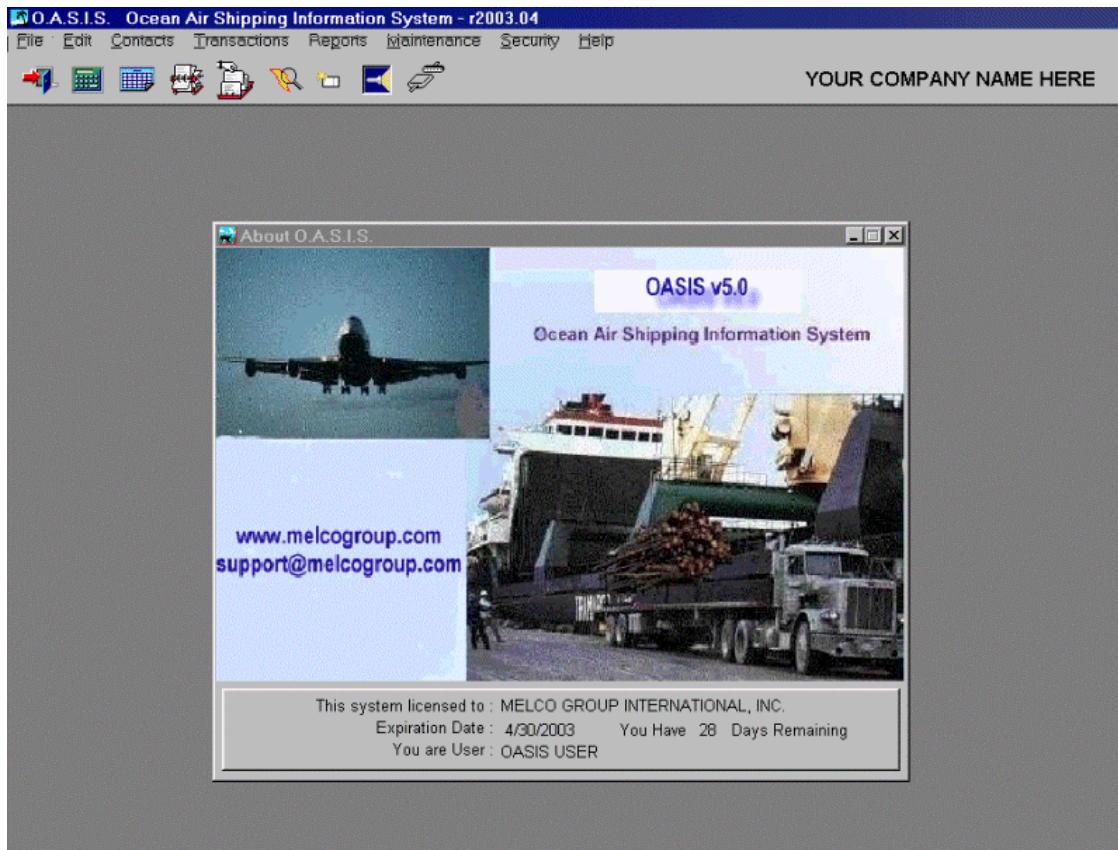 O.A.S.I.S. Ocean Air Shipping Information System - r2003.04
File Edit Contacts Transactions Reports Maintenance Security Help
YOUR COMPANY NAME HERE
About O.A.S.I.S.
OASIS v5.0
Ocean Air Shipping Information System
www.melcogroup.com
support@melcogroup.com
This system licensed to : MELCO GROUP INTERNATIONAL, INC.
Expiration Date : 4/30/2003 You Have 28 Days Remaining
You are User : OASIS USER